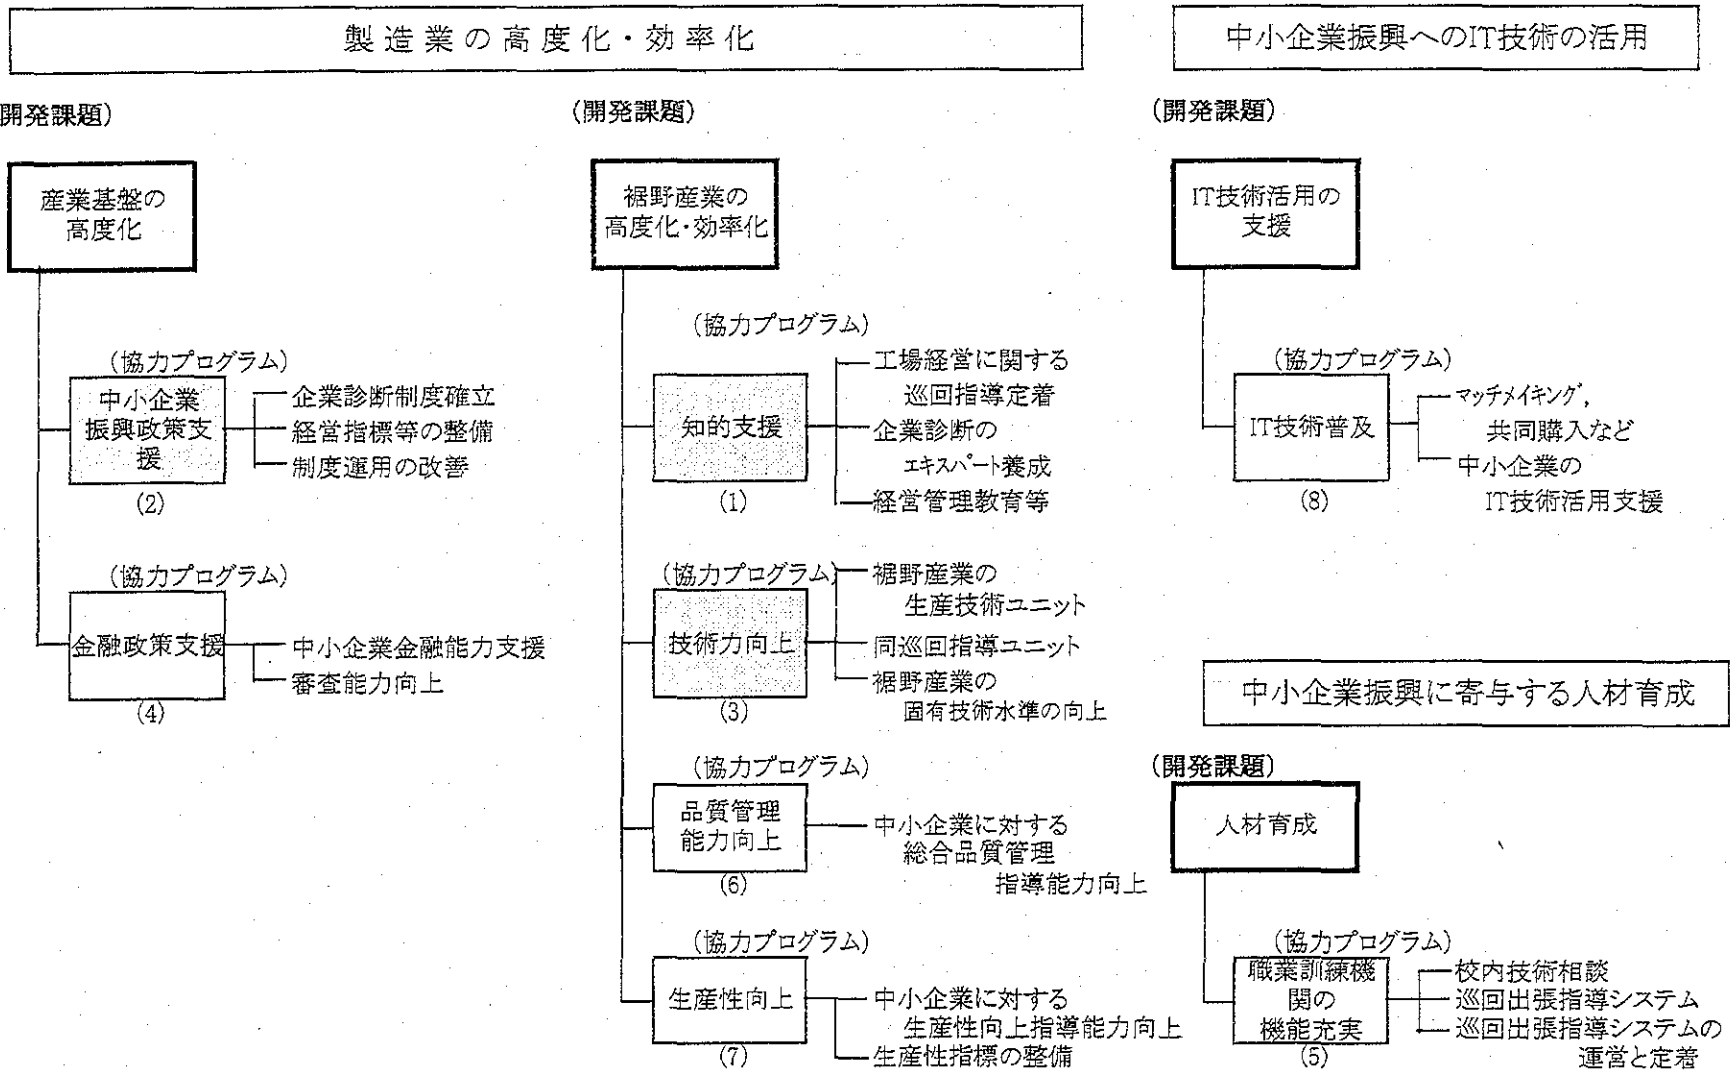 製造業の高度化・効率化
(開発課題)
産業基盤の
高度化
(協力プログラム)
中小企業
振興政策支
援
(2)
企業診断制度確立
経営指標等の整備
制度運用の改善
(協力プログラム)
金融政策支援
(4)
中小企業金融能力支援
審査能力向上
(開発課題)
裾野産業の
高度化・効率化
(協力プログラム)
知的支援
(1)
工場経営に関する
巡回指導定着
企業診断の
エキスパート養成
経営管理教育等
(協力プログラム)
技術力向上
(3)
裾野産業の
生産技術ユニット
同巡回指導ユニット
裾野産業の
固有技術水準の向上
(協力プログラム)
品質管理
能力向上
(6)
中小企業に対する
総合品質管理
指導能力向上
(協力プログラム)
生産性向上
(7)
中小企業に対する
生産性向上指導能力向上
生産性指標の整備
中小企業振興へのIT技術の活用
(開発課題)
IT技術活用の
支援
(協力プログラム)
IT技術普及
(8)
マッチメイキング,
共同購入など
中小企業の
IT技術活用支援
中小企業振興に寄与する人材育成
(開発課題)
人材育成
(協力プログラム)
職業訓練機
関の
機能充実
(5)
校内技術相談
巡回出張指導システム
巡回出張指導システムの
運営と定着